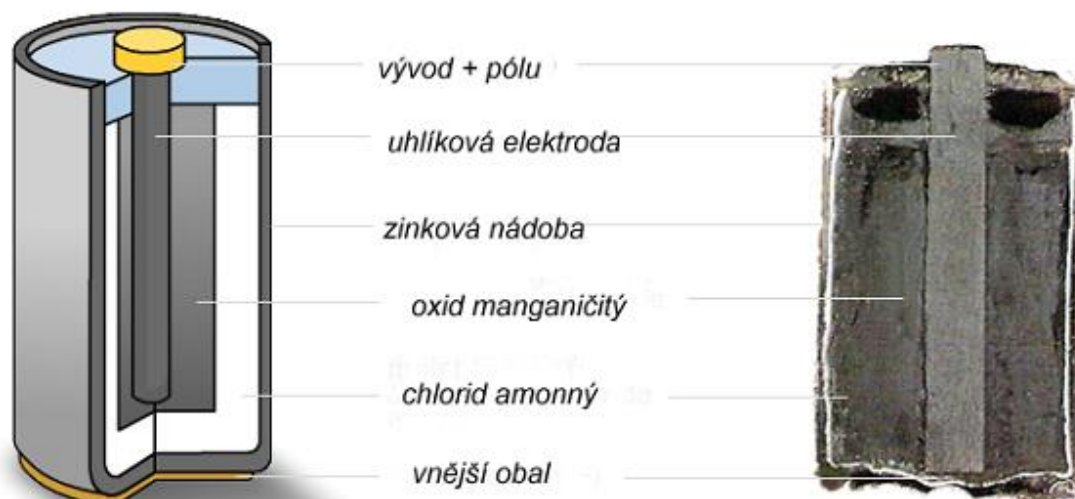 vývod + pólu
uhlíková elektroda
zinková nádoba
oxid manganičitý
chlorid amonný
vnější obal